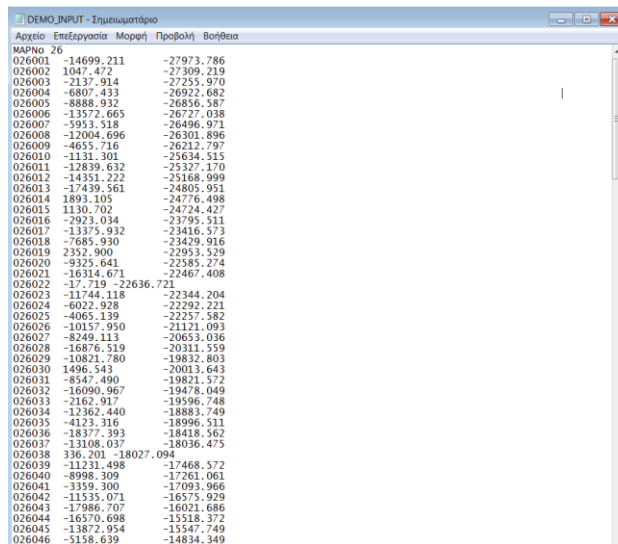 DEMO_INPUT - Σημειωματάριο
Αρχείο Επεξεργασία Μορφή Προβολή Βοήθεια
MAPNo 26
026001 -14699.211 -27973.786
026002 1047.472 -27309.219
026003 -2137.914 -27255.970
026004 -6807.433 -26922.682
026005 -8888.932 -26856.587
026006 -13572.665 -26727.038
026007 -5953.518 -26496.971
026008 -12004.696 -26301.896
026009 -4655.716 -26212.797
026010 -1131.301 -25634.515
026011 -12839.632 -25327.170
026012 -14351.222 -25168.999
026013 -17439.561 -24805.951
026014 1893.105 -24776.498
026015 1130.702 -24724.427
026016 -2923.034 -23795.511
026017 -13375.932 -23416.573
026018 -7685.930 -23429.916
026019 2352.900 -22953.529
026020 -9325.641 -22585.274
026021 -16314.671 -22467.408
026022 -17.719 -22636.721
026023 -11744.118 -22344.204
026024 -6022.928 -22292.221
026025 -4065.139 -22257.582
026026 -10157.950 -21121.093
026027 -8249.113 -20653.036
026028 -16876.519 -20311.559
026029 -10821.780 -19832.803
026030 1496.543 -20013.643
026031 -8547.490 -19821.572
026032 -16090.967 -19478.049
026033 -2162.917 -19596.748
026034 -12362.440 -18883.749
026035 -4123.316 -18996.511
026036 -18377.393 -18418.562
026037 -13108.037 -18036.475
026038 336.201 -18027.094
026039 -11231.498 -17468.572
026040 -8998.309 -17261.061
026041 -3359.300 -17093.966
026042 -11535.071 -16575.929
026043 -17986.707 -16021.686
026044 -16570.698 -15518.372
026045 -13872.954 -15547.749
026046 -5158.639 -14834.349